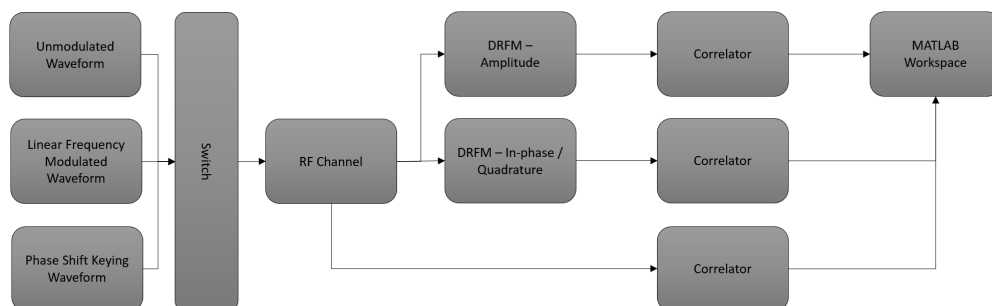 Unmodulated
Waveform
Linear Frequency
Modulated
Waveform
Phase Shift Keying
Waveform
Switch
RF Channel
DRFM –
Amplitude
DRFM – In-phase /
Quadrature
Correlator
Correlator
Correlator
MATLAB
Workspace